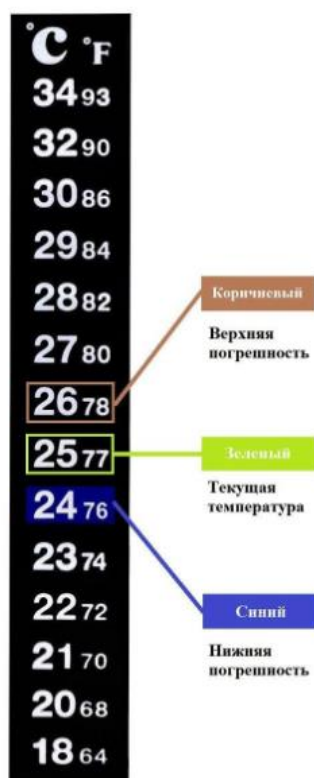 °C °F
34 93
32 90
30 86
29 84
28 82
27 80
26 78
25 77
24 76
23 74
22 72
21 70
20 68
18 64
Коричневый
Верхняя
погрешность
Зеленый
Текущая
температура
Синий
Нижняя
погрешность